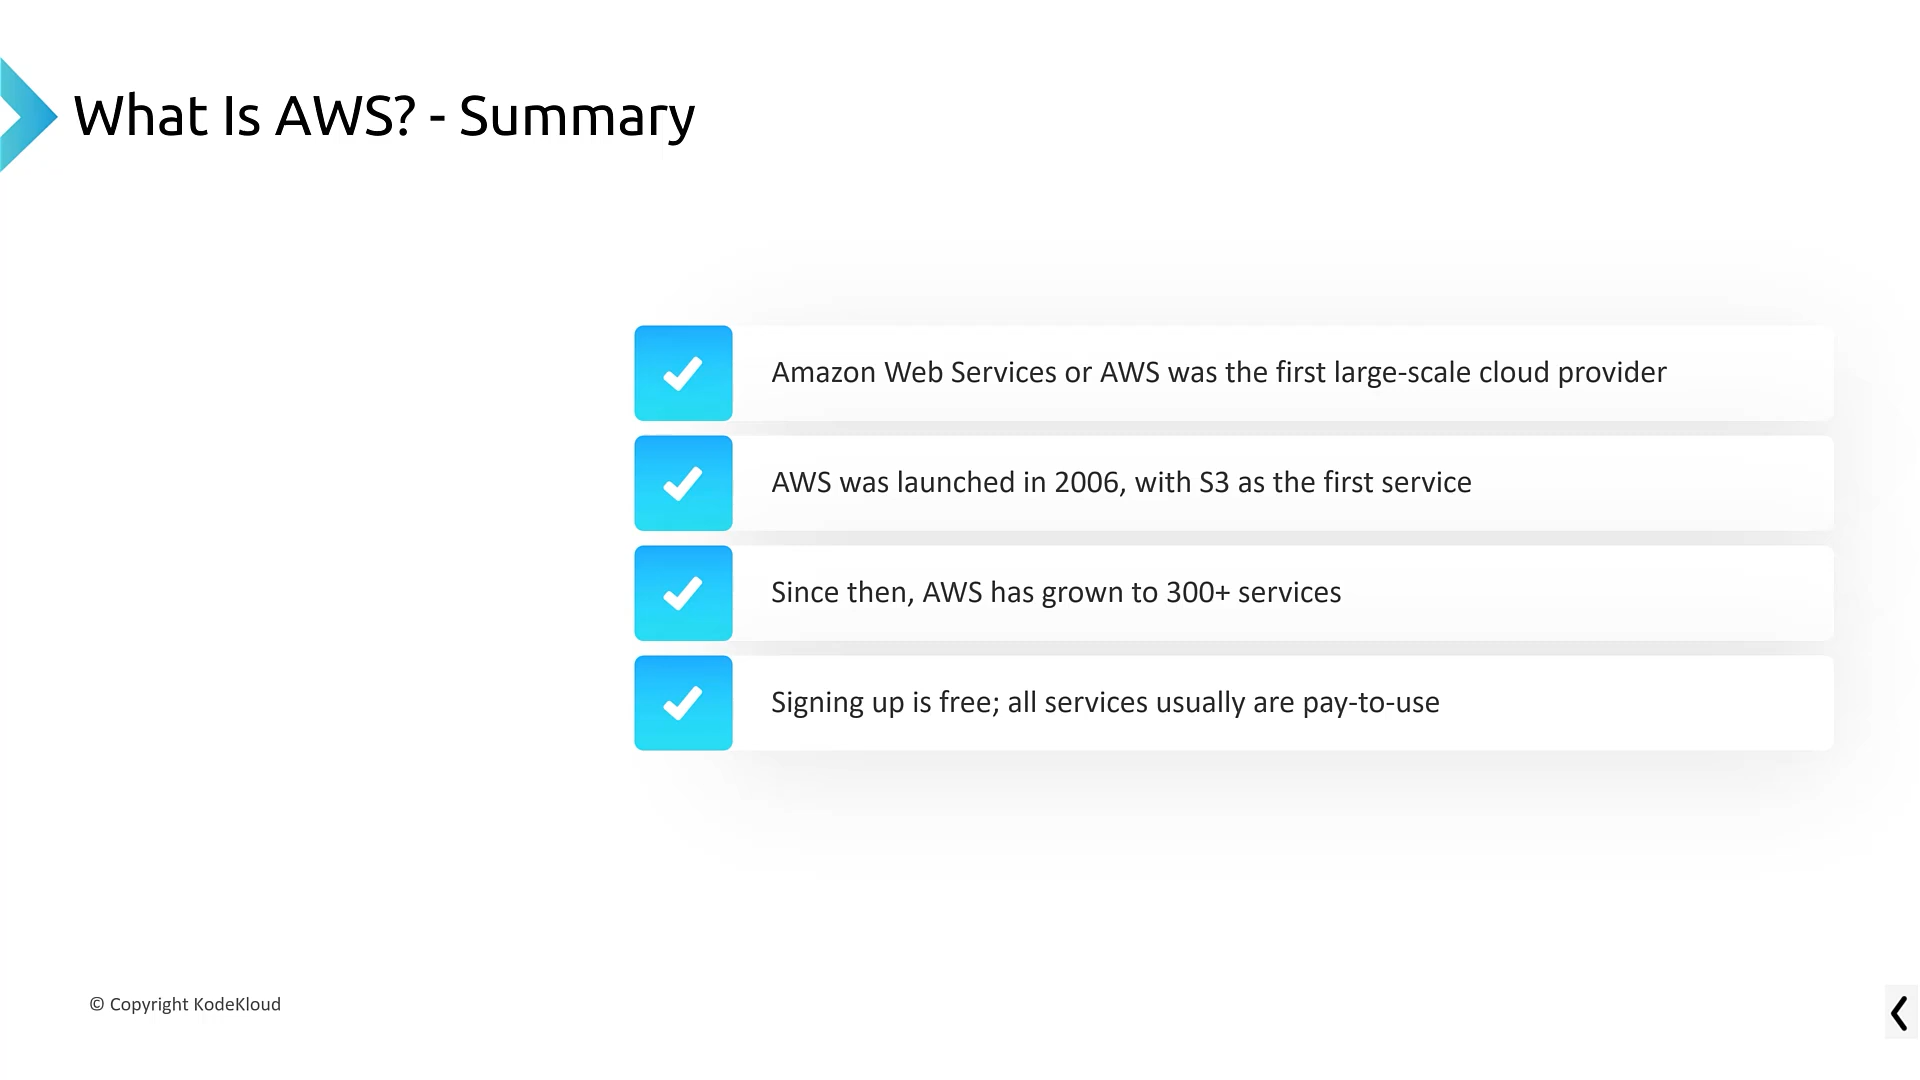 What Is AWS? - Summary
Amazon Web Services or AWS was the first large-scale cloud provider
AWS was launched in 2006, with S3 as the first service
Since then, AWS has grown to 300+ services
Signing up is free; all services usually are pay-to-use
© Copyright KodeKloud